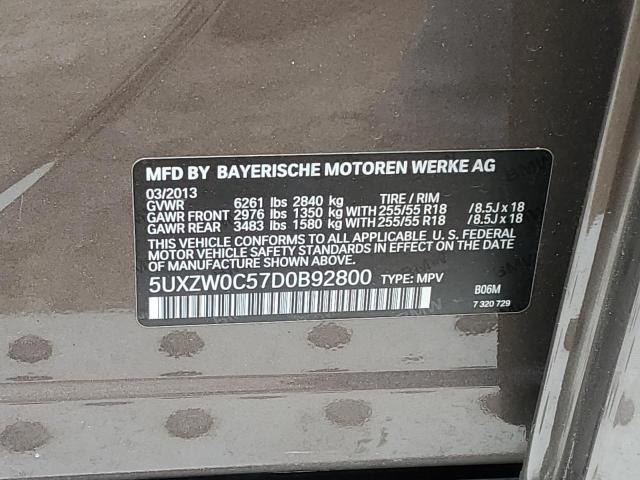 MFD BY BAYERISCHE MOTOREN WERKE AG
03/2013
GVWR 6261 lbs 2840 kg TIRE / RIM
GAWR FRONT 2976 lbs 1350 kg WITH 255/55 R18 /8.5J x 18
GAWR REAR 3483 lbs 1580 kg WITH 255/55 R18 /8.5J x 18
THIS VEHICLE CONFORMS TO ALL APPLICABLE U. S. FEDERAL
MOTOR VEHICLE SAFETY STANDARDS IN EFFECT ON THE DATE
OF MANUFACTURE SHOWN ABOVE.
5UXZW0C57D0B92800 TYPE: MPV
B06M
7 320 729